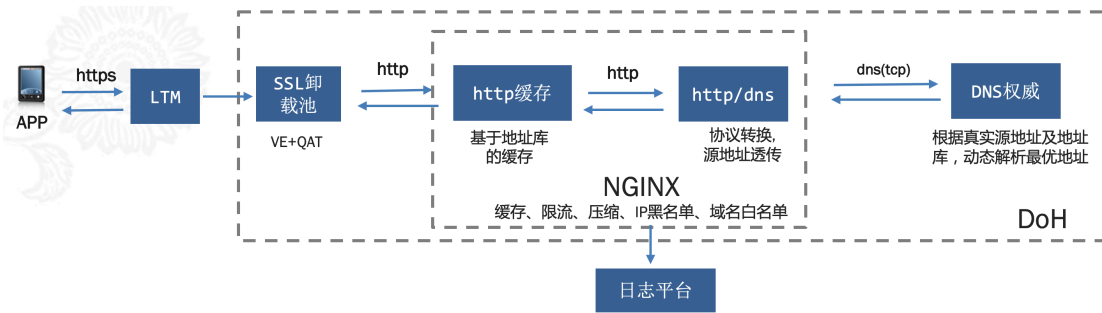 https
APP
LTM
SSL卸
载池
VE+QAT
http
http缓存
基于地址库
的缓存
http
http/dns
协议转换,
源地址透传
dns(tcp)
DNS权威
根据真实源地址及地址
库，动态解析最优地址
NGINX
缓存、限流、压缩、IP黑名单、域名白名单
DoH
日志平台